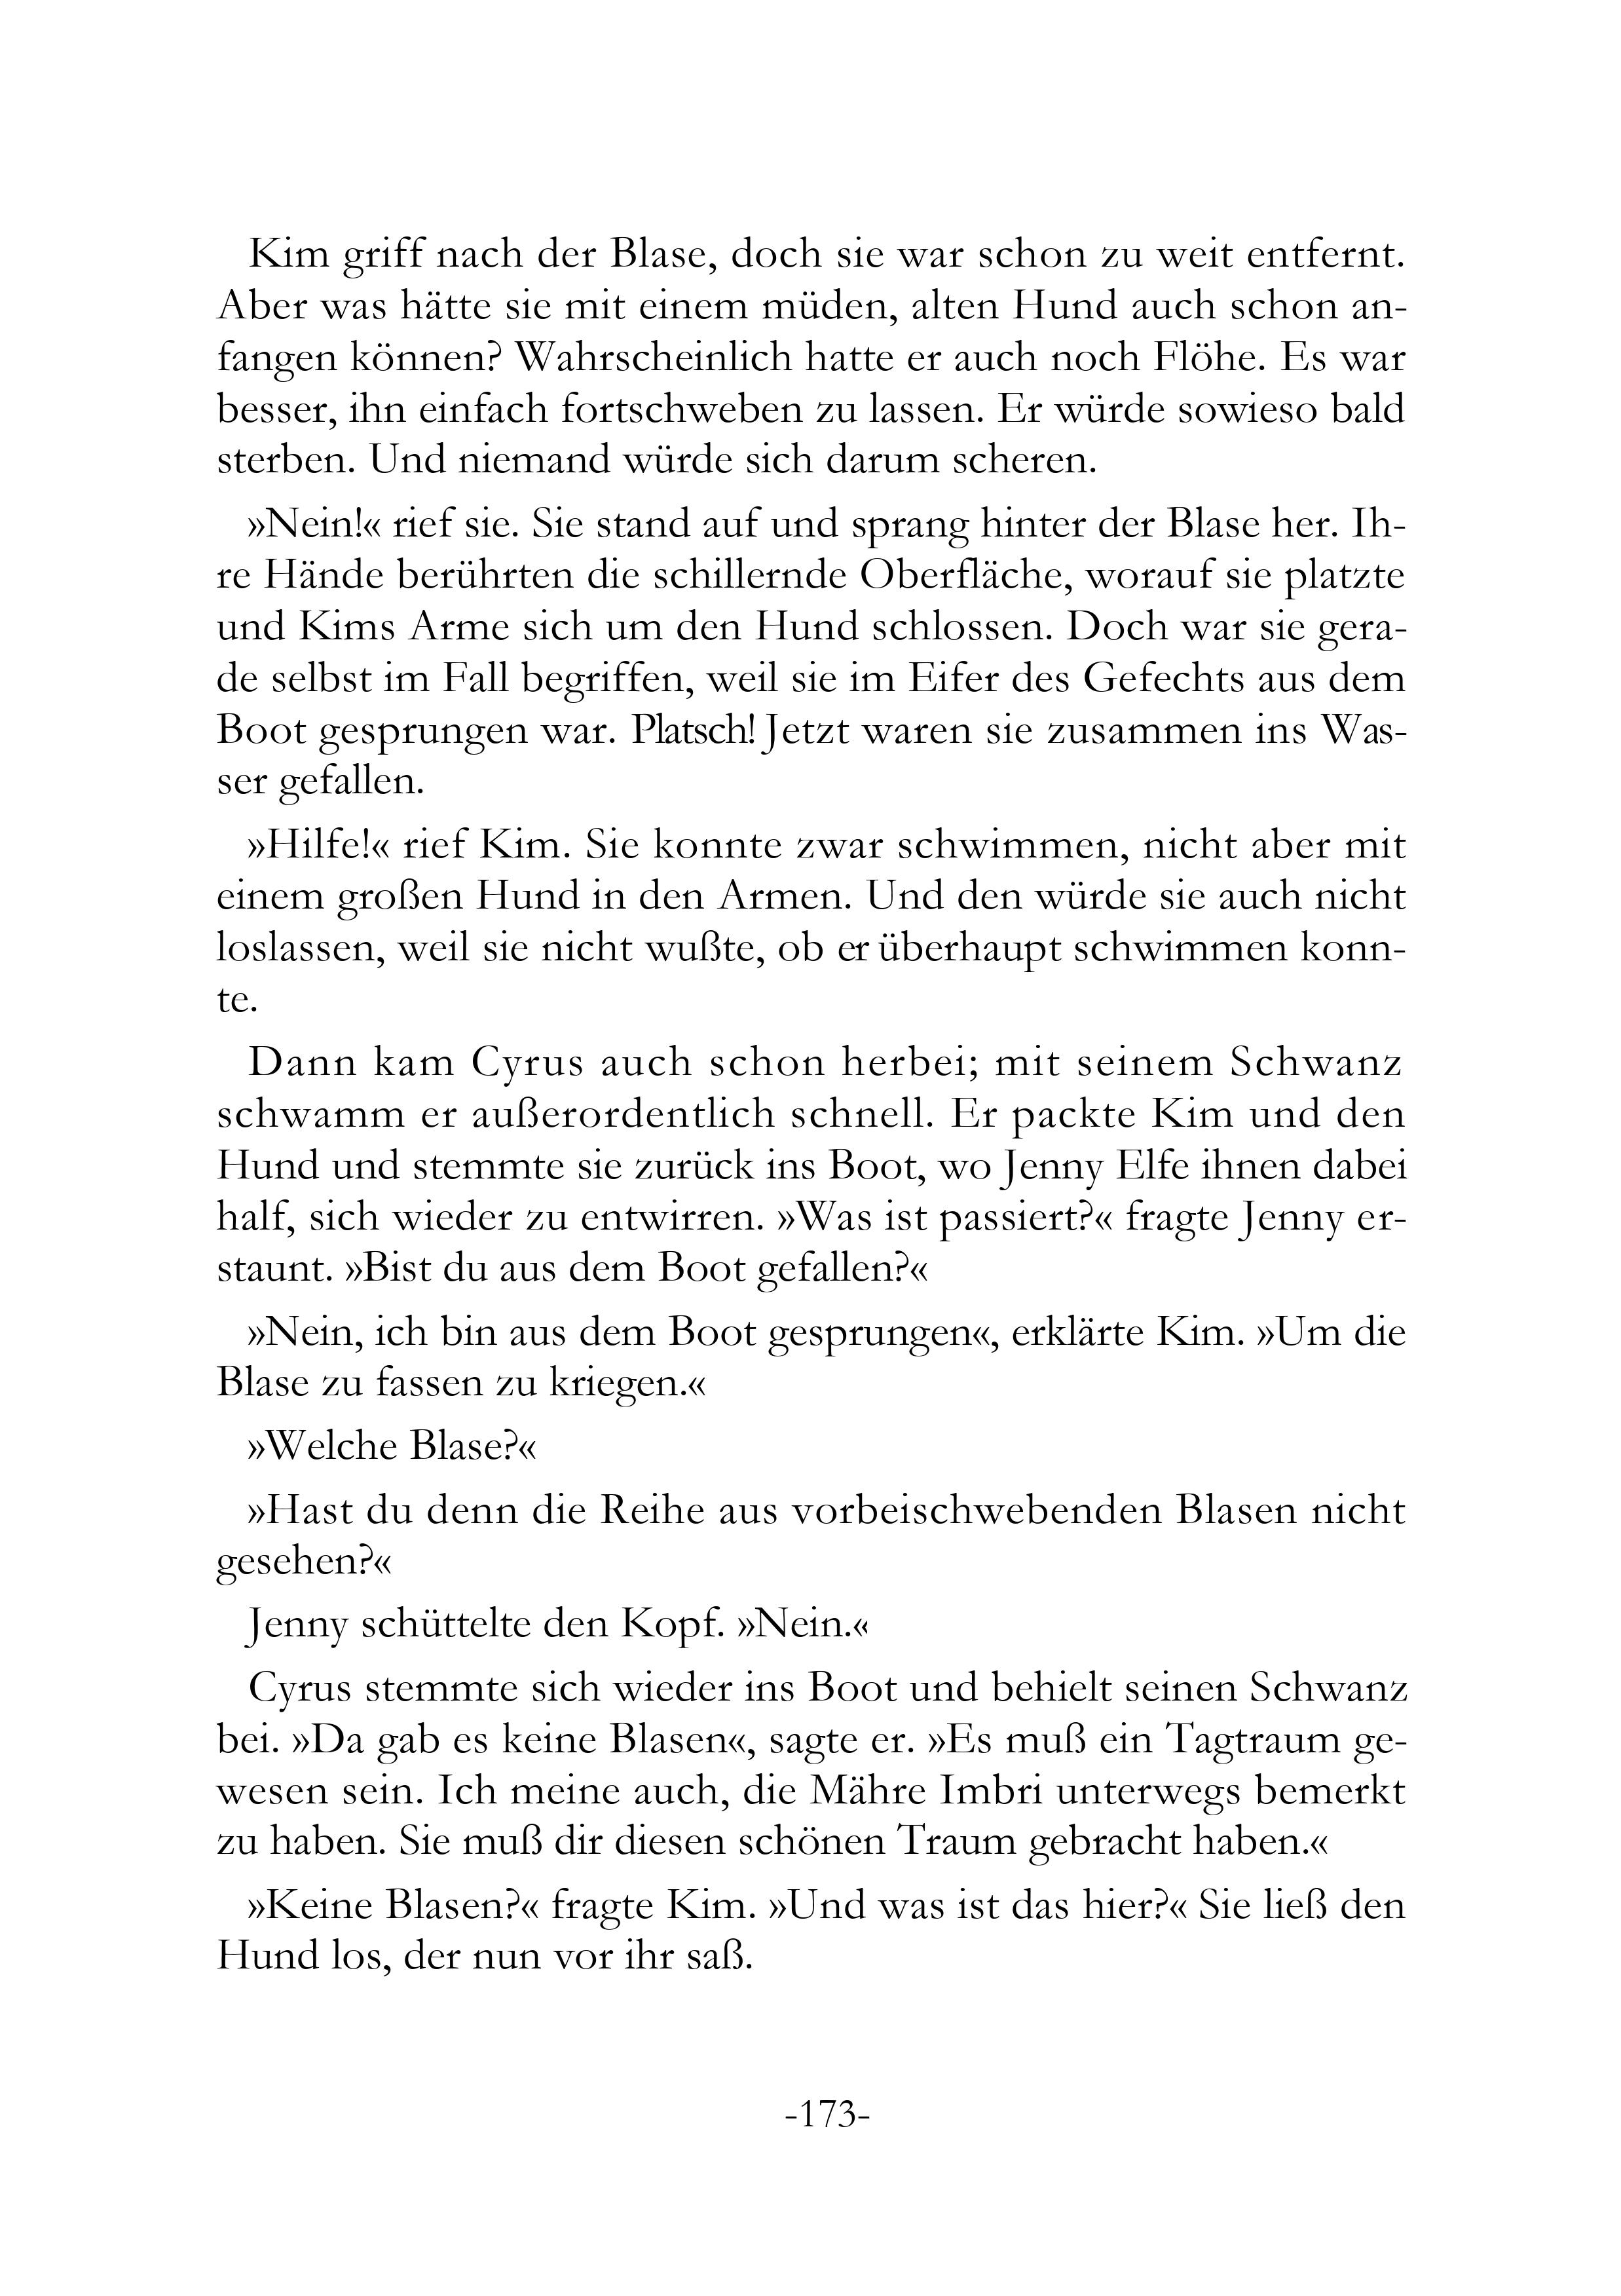 Kim griff nach der Blase, doch sie war schon zu weit entfernt.
Aber was hätte sie mit einem müden, alten Hund auch schon an-
fangen können? Wahrscheinlich hatte er auch noch Flöhe. Es war
besser, ihn einfach fortschweben zu lassen. Er würde sowieso bald
sterben. Und niemand würde sich darum scheren.
»Nein!« rief sie. Sie stand auf und sprang hinter der Blase her. Ih-
re Hände berührten die schillernde Oberfläche, worauf sie platzte
und Kims Arme sich um den Hund schlossen. Doch war sie gera-
de selbst im Fall begriffen, weil sie im Eifer des Gefechts aus dem
Boot gesprungen war. Platsch! Jetzt waren sie zusammen ins Was-
ser gefallen.
»Hilfe!« rief Kim. Sie konnte zwar schwimmen, nicht aber mit
einem großen Hund in den Armen. Und den würde sie auch nicht
loslassen, weil sie nicht wußte, ob er überhaupt schwimmen konn-
te.
Dann kam Cyrus auch schon herbei; mit seinem Schwanz
schwamm er außerordentlich schnell. Er packte Kim und den
Hund und stemmte sie zurück ins Boot, wo Jenny Elfe ihnen dabei
half, sich wieder zu entwirren. »Was ist passiert?« fragte Jenny er-
staunt. »Bist du aus dem Boot gefallen?«
»Nein, ich bin aus dem Boot gesprungen«, erklärte Kim. »Um die
Blase zu fassen zu kriegen.«
»Welche Blase?«
»Hast du denn die Reihe aus vorbeischwebenden Blasen nicht
gesehen?«
Jenny schüttelte den Kopf. »Nein.«
Cyrus stemmte sich wieder ins Boot und behielt seinen Schwanz
bei. »Da gab es keine Blasen«, sagte er. »Es muß ein Tagtraum ge-
wesen sein. Ich meine auch, die Mähre Imbri unterwegs bemerkt
zu haben. Sie muß dir diesen schönen Traum gebracht haben.«
»Keine Blasen?« fragte Kim. »Und was ist das hier?« Sie ließ den
Hund los, der nun vor ihr saß.
-173-